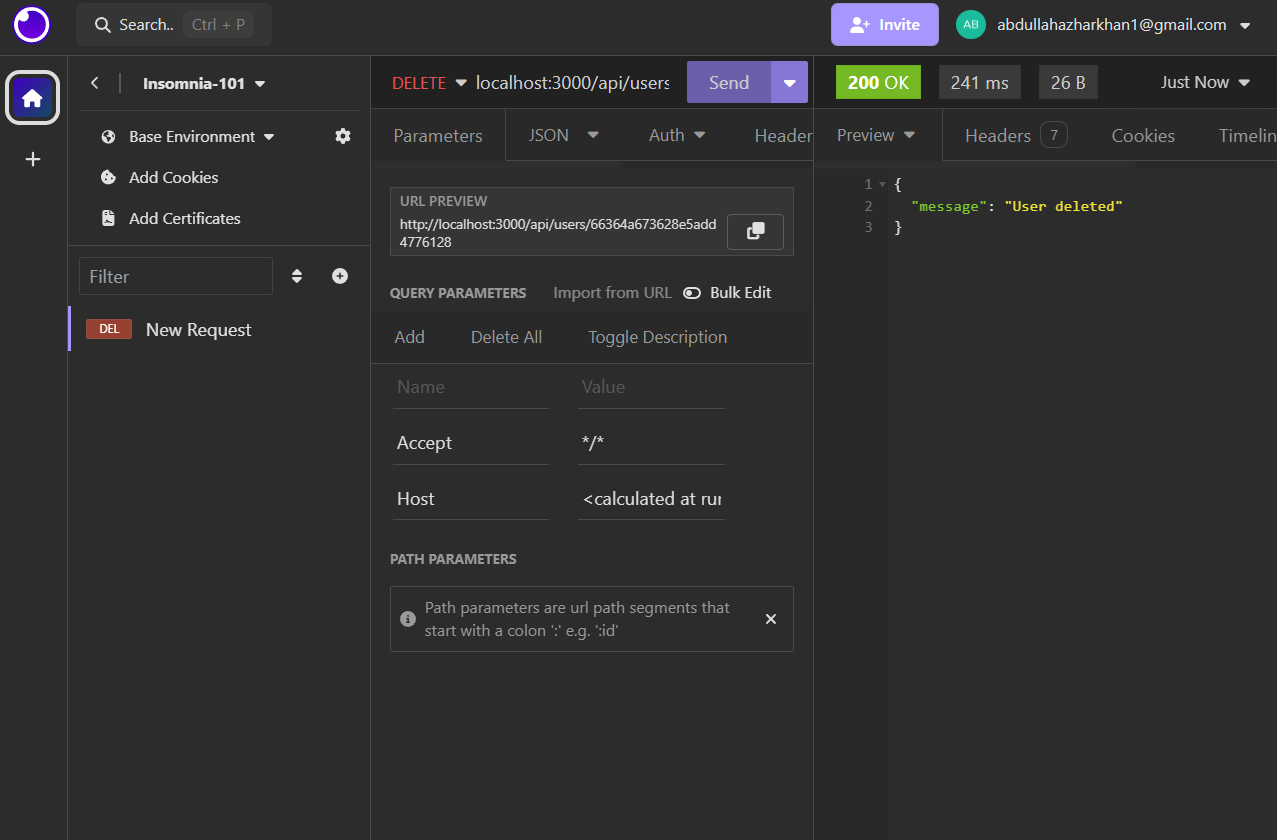 Search.. Ctrl + P
Invite
AB
abdullahazharkhan1@gmail.com
Insomnia-101
Base Environment
Add Cookies
Add Certificates
Filter
DEL New Request
DELETE localhost:3000/api/users Send
Parameters JSON Auth Header
URL PREVIEW
http://localhost:3000/api/users/66364a673628e5add
4776128
QUERY PARAMETERS Import from URL Bulk Edit
Add Delete All Toggle Description
Name Value
Accept */*
Host <calculated at rur
PATH PARAMETERS
Path parameters are url path segments that
start with a colon ':' e.g. ':id'
200 OK 241 ms 26 B Just Now
Preview Headers 7 Cookies Timelin
1 {
2 "message": "User deleted"
3 }